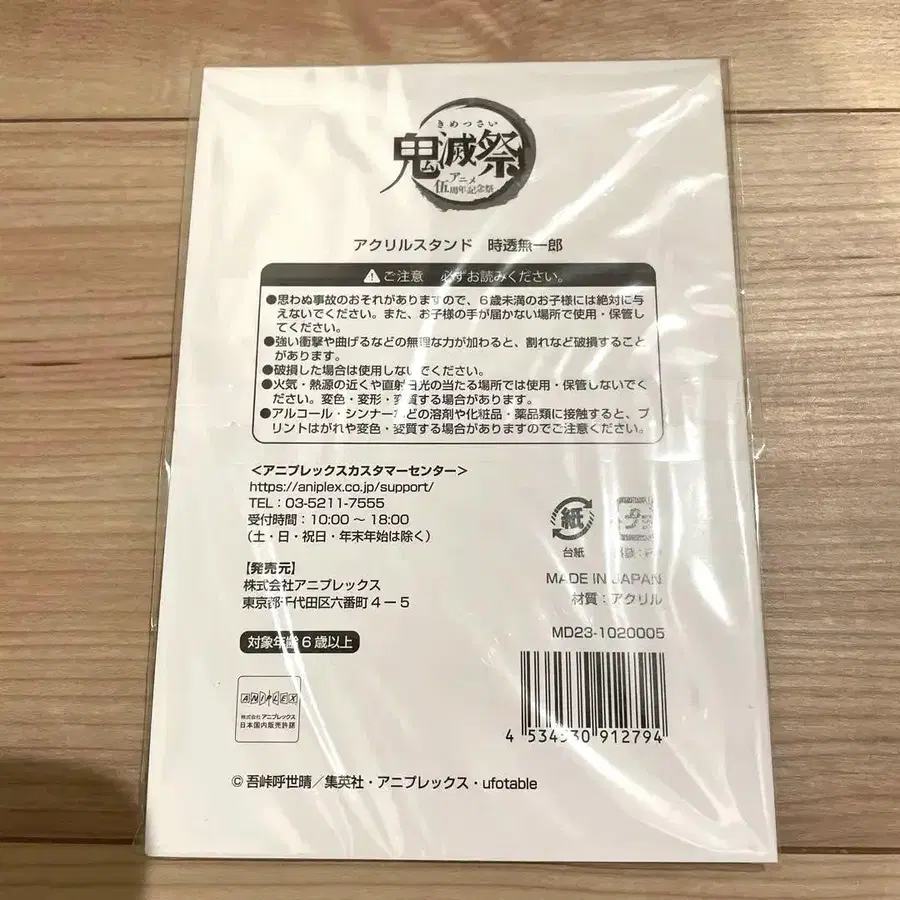 きめつさい
鬼滅祭
アニメ
伍周年記念祭
アクリルスタンド 時透無一郎
ご注意 必ずお読みください。
●思わぬ事故のおそれがありますので、6歳未満のお子様には絶対に与
えないでください。また、お子様の手が届かない場所で使用・保管し
てください。
●強い衝撃や曲げるなどの無理な力が加わると、割れなど破損すること
があります。
●破損した場合は使用しないでください。
●火気・熱源の近くや直射日光の当たる場所では使用・保管しないでく
ださい。変色・変形・変質する場合があります。
●アルコール・シンナーなどの溶剤や化粧品・薬品類に接触すると、プ
リントはがれや変色・変質する場合がありますのでご注意ください。
＜アニプレックスカスタマーセンター＞
https://aniplex.co.jp/support/
TEL：03-5211-7555
受付時間：10:00 ～ 18:00
（土・日・祝日・年末年始は除く）
紙
台紙
【発売元】
株式会社アニプレックス
東京都千代田区六番町4－5
MADE IN JAPAN
材質：アクリル
対象年齢6歳以上
MD23-1020005
ANIPLEX
株式会社アニプレックス
日本国内販売許諾
4 534530 912794
© 吾峠呼世晴／集英社・アニプレックス・ufotable